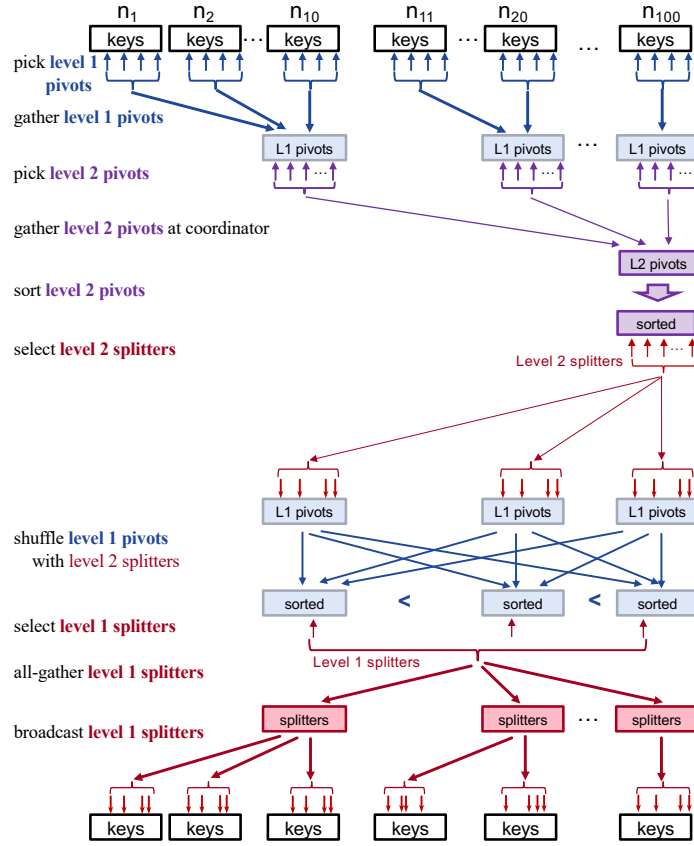 n1 n2 n10 n11 n20 n100
keys keys ... keys keys ... keys ... keys
pick level 1
pivots
gather level 1 pivots
L1 pivots L1 pivots ... L1 pivots
pick level 2 pivots
... ... ...
gather level 2 pivots at coordinator
L2 pivots
sort level 2 pivots
sorted
select level 2 splitters
...
Level 2 splitters
L1 pivots L1 pivots L1 pivots
shuffle level 1 pivots
with level 2 splitters
sorted < sorted < sorted
select level 1 splitters
Level 1 splitters
all-gather level 1 splitters
broadcast level 1 splitters
splitters splitters ... splitters
keys keys keys keys keys keys